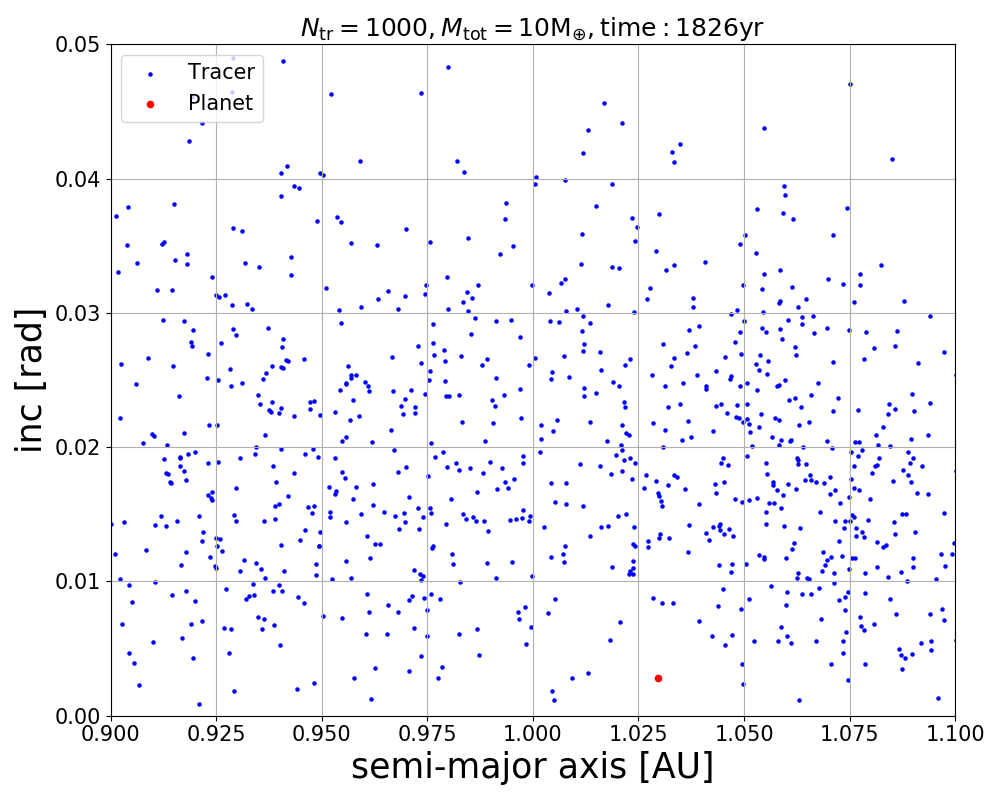 N_tr = 1000, M_tot = 10M_⊕, time : 1826yr
0.05
Tracer
Planet
0.04
0.03
0.02
0.01
0.00
inc [rad]
0.900 0.925 0.950 0.975 1.000 1.025 1.050 1.075 1.100
semi-major axis [AU]